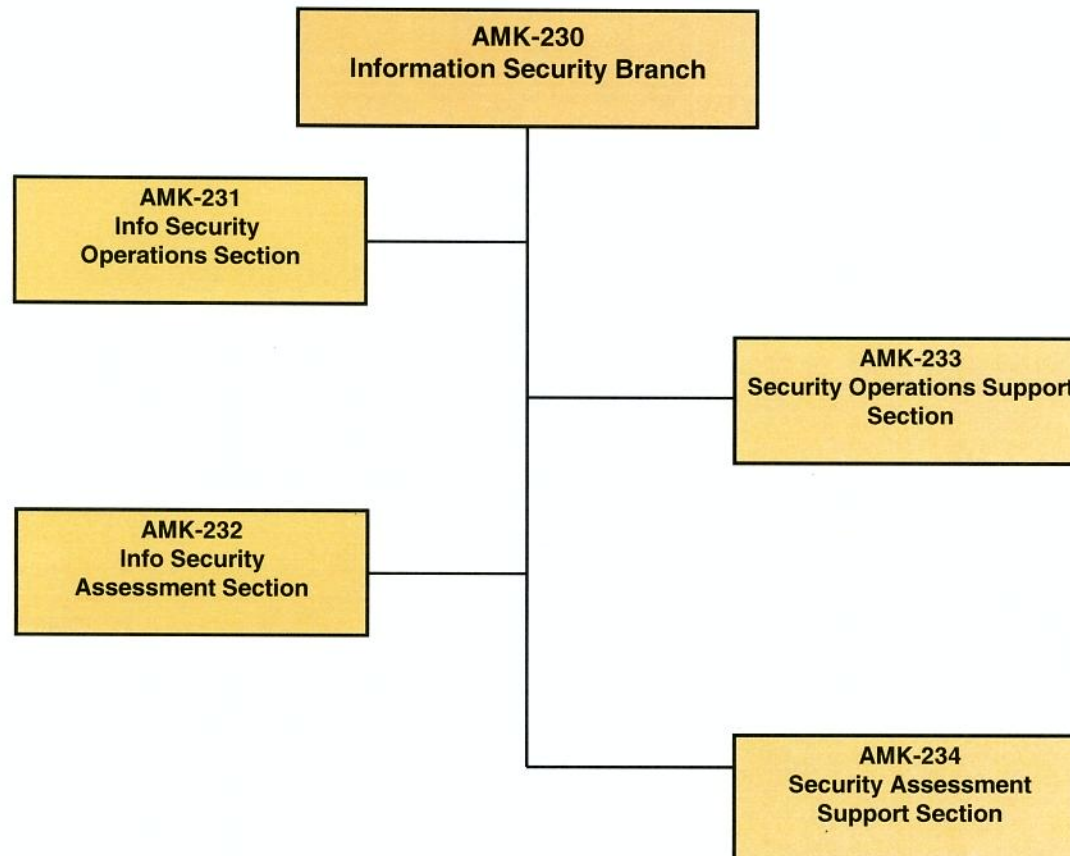 AMK-230
Information Security Branch
AMK-231
Info Security
Operations Section
AMK-233
Security Operations Support
Section
AMK-232
Info Security
Assessment Section
AMK-234
Security Assessment
Support Section